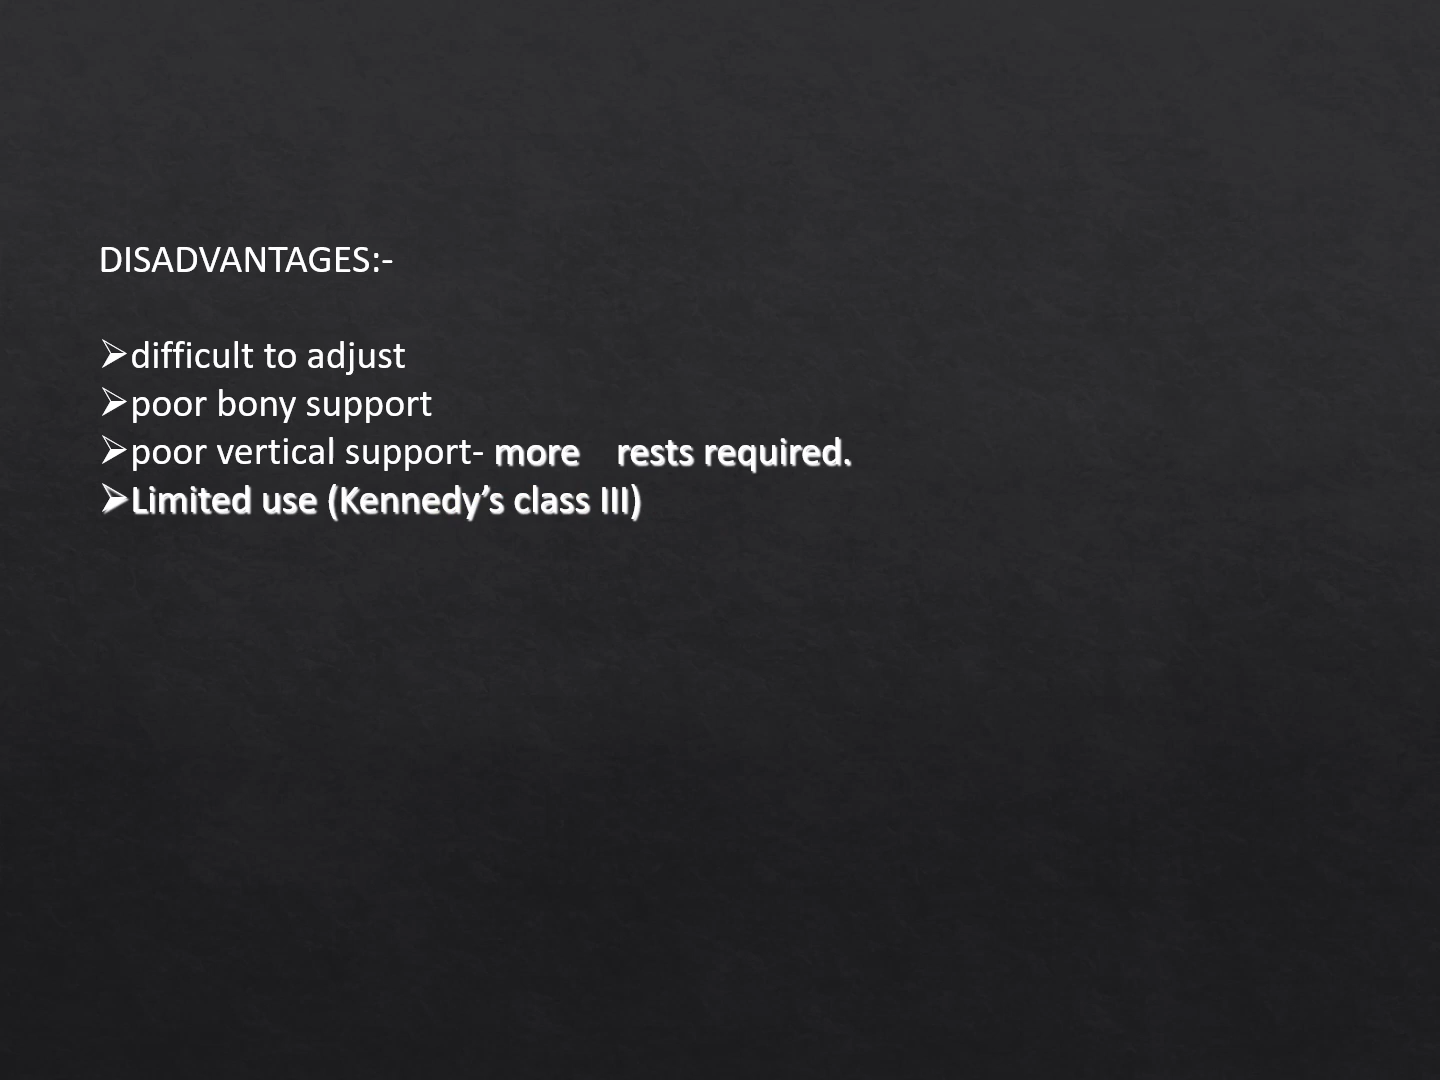 DISADVANTAGES:-
➢difficult to adjust
➢poor bony support
➢poor vertical support- more    rests required.
➢Limited use (Kennedy’s class III)